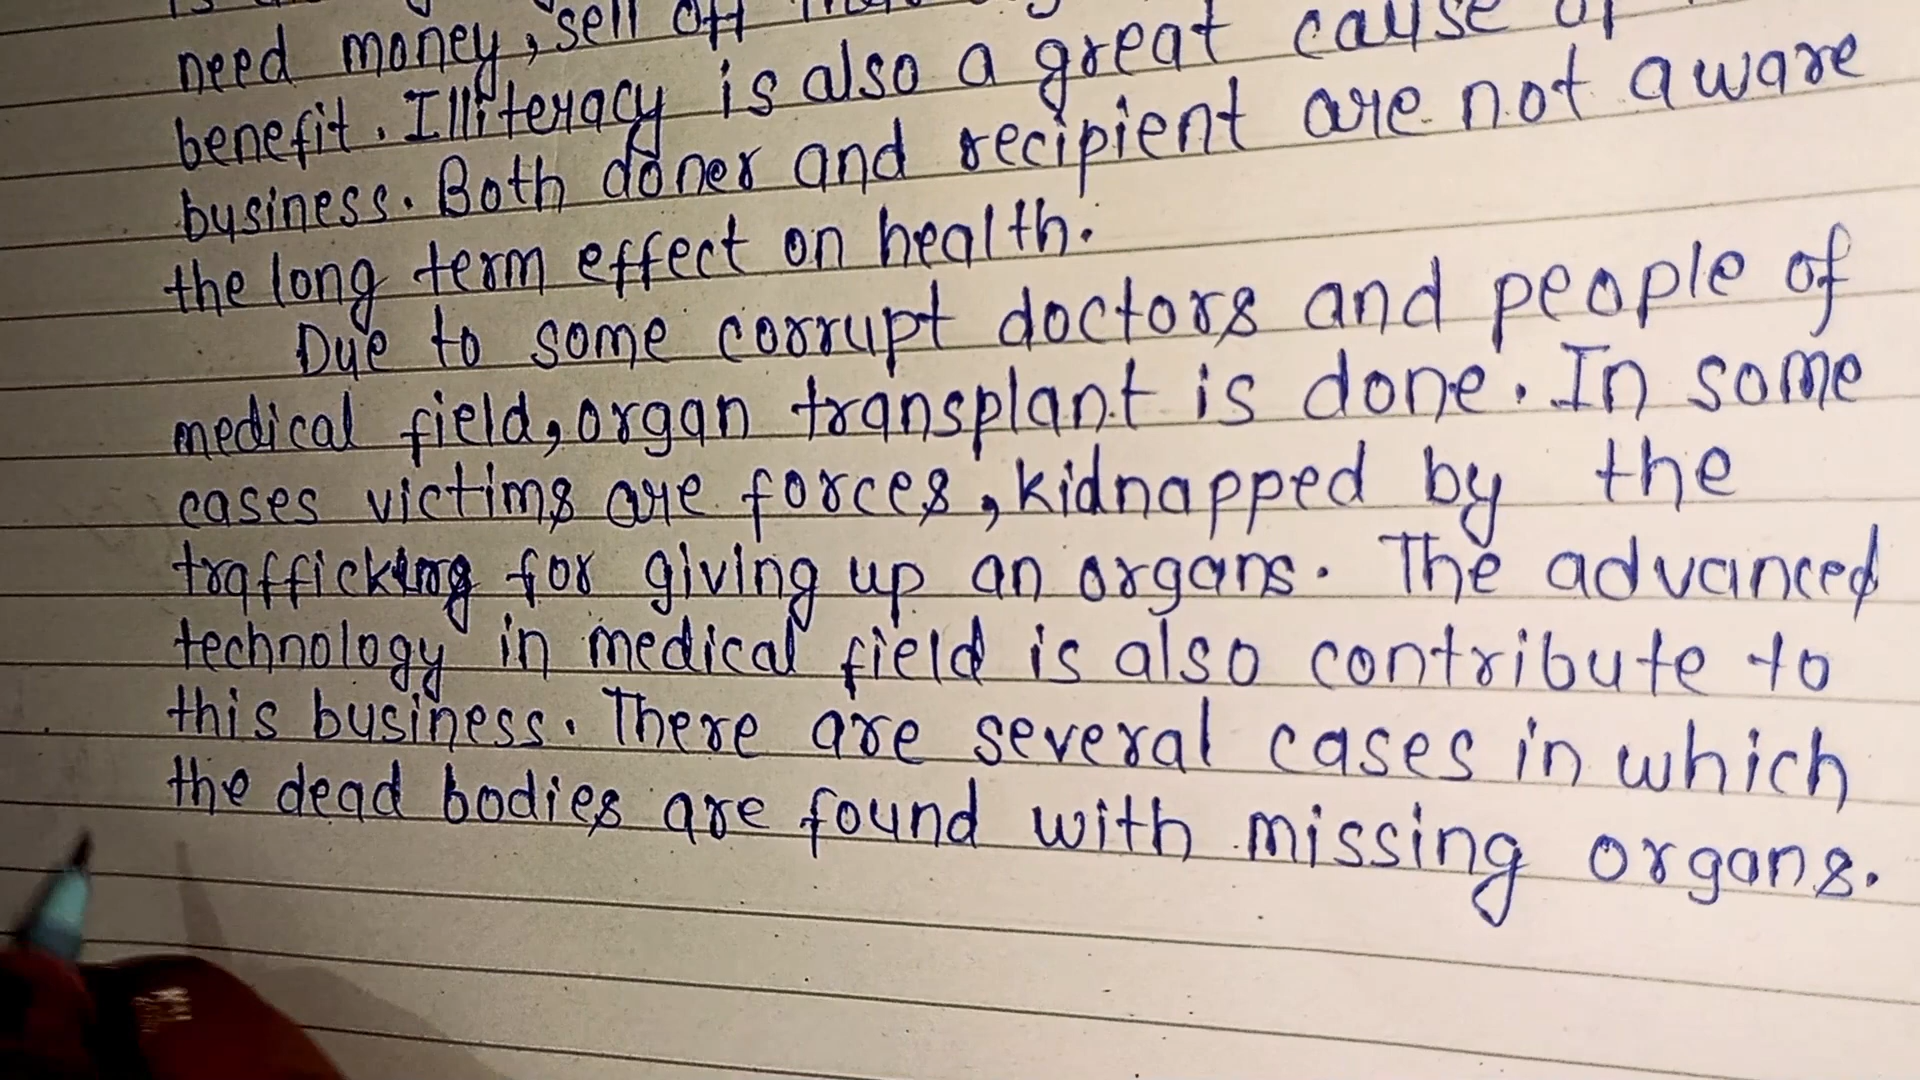 need money, sell off
benefit. Illiteracy is also a great cause of
business. Both doner and recipient are not aware
the long term effect on health.
Due to some corrupt doctors and people of
medical field, organ transplant is done. In some
cases victims are forces, kidnapped by the
trafficking for giving up an organs. The advanced
technology in medical field is also contribute to
this business. There are several cases in which
the dead bodies are found with missing organs.